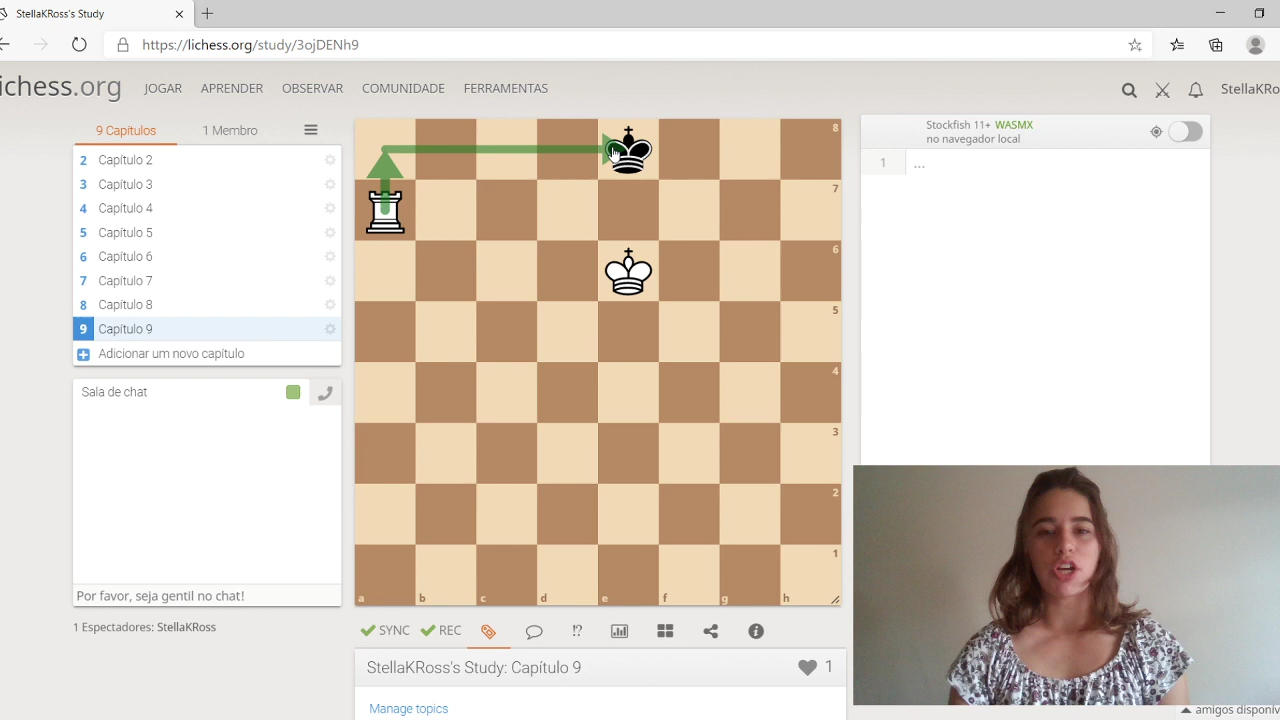 StellaKRoss's Study
https://lichess.org/study/3ojDENh9
lichess.org
JOGAR
APRENDER
OBSERVAR
COMUNIDADE
FERRAMENTAS
StellaKRo
9 Capítulos
1 Membro
2 Capítulo 2
3 Capítulo 3
4 Capítulo 4
5 Capítulo 5
6 Capítulo 6
7 Capítulo 7
8 Capítulo 8
9 Capítulo 9
Adicionar um novo capítulo
Sala de chat
Por favor, seja gentil no chat!
1 Espectadores: StellaKRoss
8
7
6
5
4
3
2
1
a b c d e f g h
SYNC
REC
!?
StellaKRoss's Study: Capítulo 9
1
Manage topics
Stockfish 11+ WASMX
no navegador local
1 ...
amigos disponív